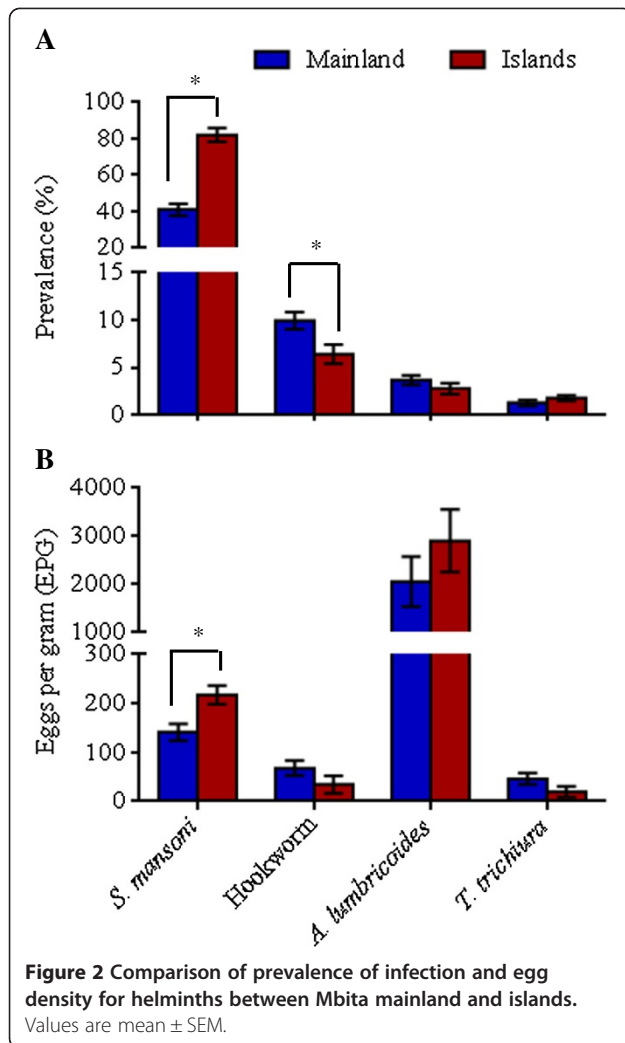 A
Mainland Islands
*
*
100
80
60
40
20
15
10
5
0
Prevalence (%)
B
4000
3000
2000
1000
300
200
100
0
Eggs per gram (EPG)
*
S. mansoni
Hookworm
A. lumbricoides
T. trichiura
Figure 2 Comparison of prevalence of infection and egg
density for helminths between Mbita mainland and islands.
Values are mean ± SEM.